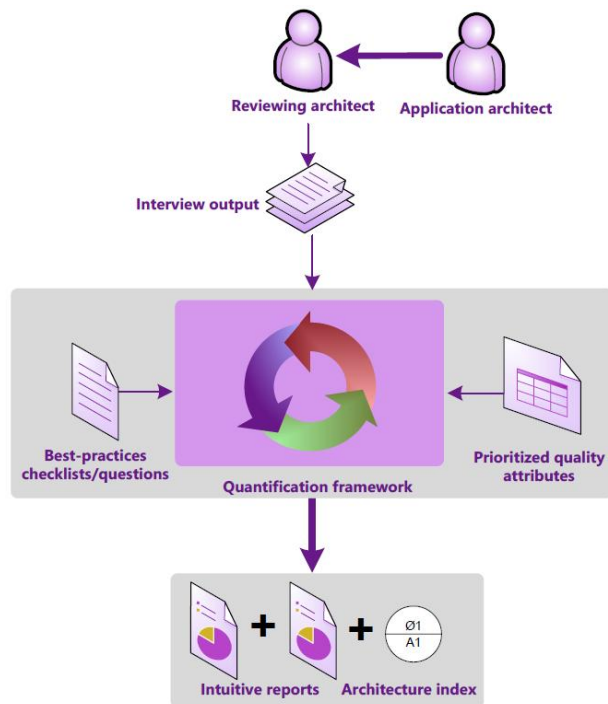 Reviewing architect
Application architect
Interview output
Best-practices
checklists/questions
Prioritized quality
attributes
Quantification framework
+ +
Ø1
A1
Intuitive reports
Architecture index